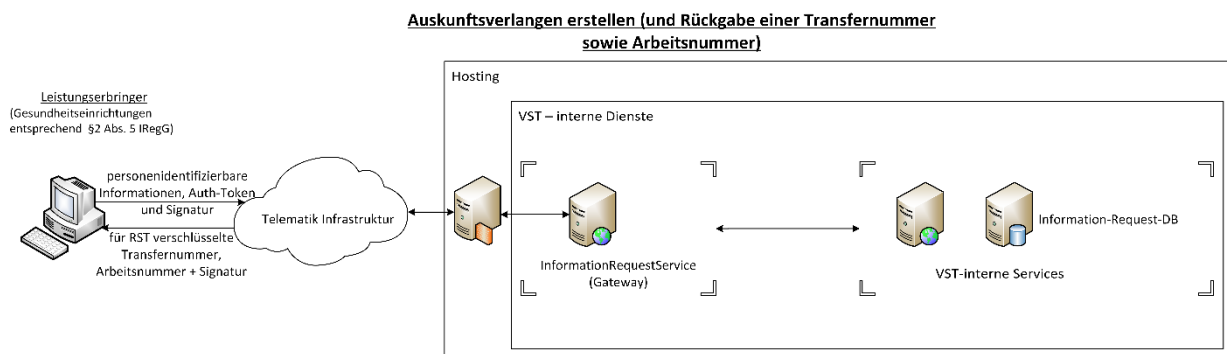 Auskunftsverlangen erstellen (und Rückgabe einer Transfernummer
sowie Arbeitsnummer)
Hosting
Leistungserbringer
(Gesundheitseinrichtungen
entsprechend §2 Abs. 5 IRegG)
VST – interne Dienste
personenidentifizierbare
Informationen, Auth-Token
und Signatur
Telematik Infrastruktur
für RST verschlüsselte
Transfernummer,
Arbeitsnummer + Signatur
InformationRequestService
(Gateway)
Information-Request-DB
VST-interne Services